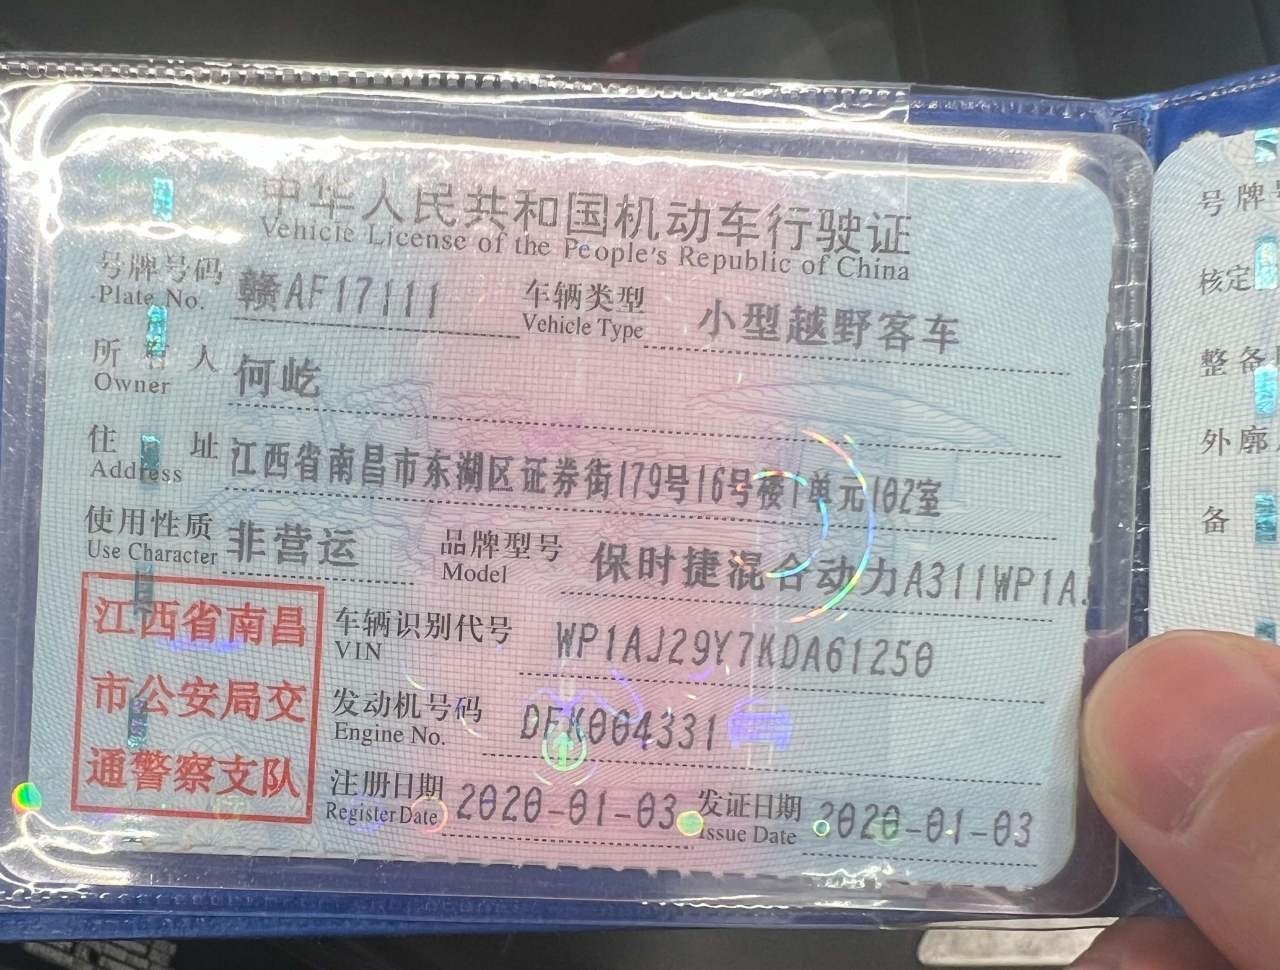 中华人民共和国机动车行驶证
Vehicle License of the People's Republic of China
号牌号码 赣AF17111 车辆类型 小型越野客车
Plate No. Vehicle Type
所有人 何屹
Owner
住址 江西省南昌市东湖区证券街179号16号楼1单元102室
Address
使用性质 非营运 品牌型号 保时捷混合动力A311WP1A.
Use Character Model
江西省南昌
市公安局交
通警察支队
车辆识别代号 WP1AJ29Y7KDA61250
VIN
发动机号码 DFK004331
Engine No.
注册日期 2020-01-03 发证日期 2020-01-03
Register Date Issue Date
号牌号
核定
整备
外廓
备